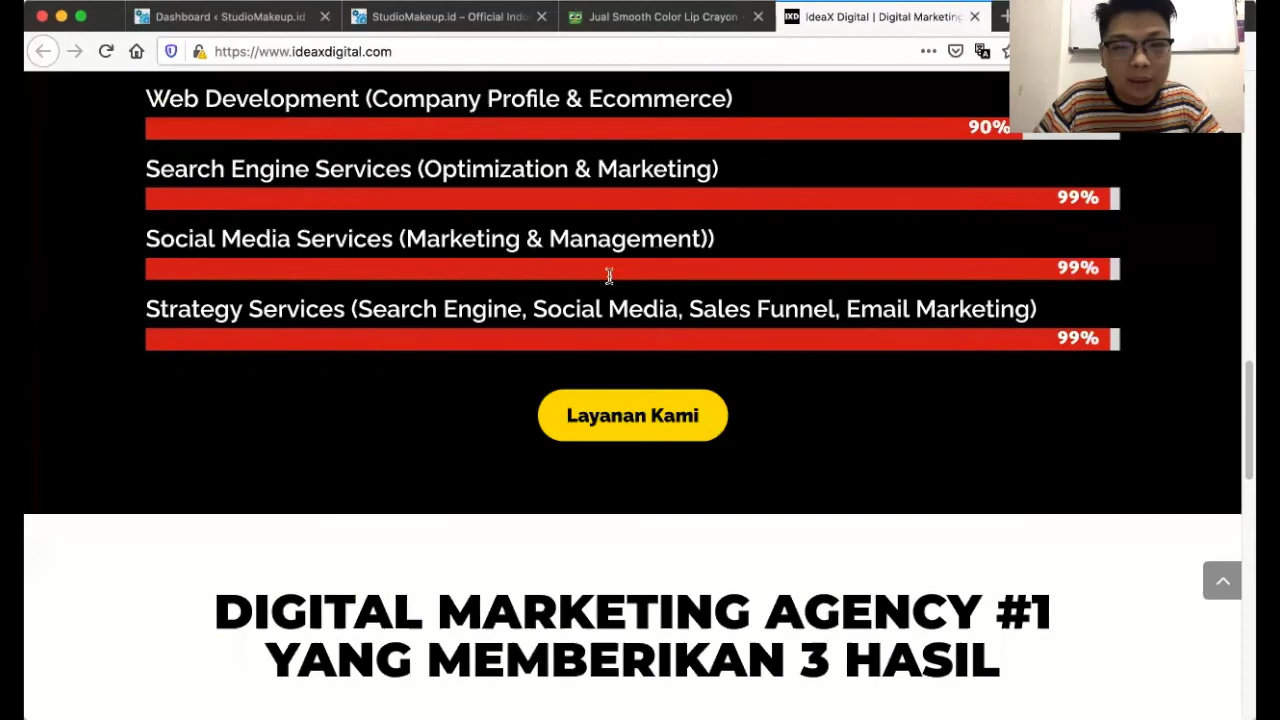 Dashboard ‹ StudioMakeup.id
StudioMakeup.id – Official Indo
Jual Smooth Color Lip Crayon
IXD IdeaX Digital | Digital Marketing
https://www.ideaxdigital.com
Web Development (Company Profile & Ecommerce)
90%
Search Engine Services (Optimization & Marketing)
99%
Social Media Services (Marketing & Management))
99%
Strategy Services (Search Engine, Social Media, Sales Funnel, Email Marketing)
99%
Layanan Kami
DIGITAL MARKETING AGENCY #1
YANG MEMBERIKAN 3 HASIL